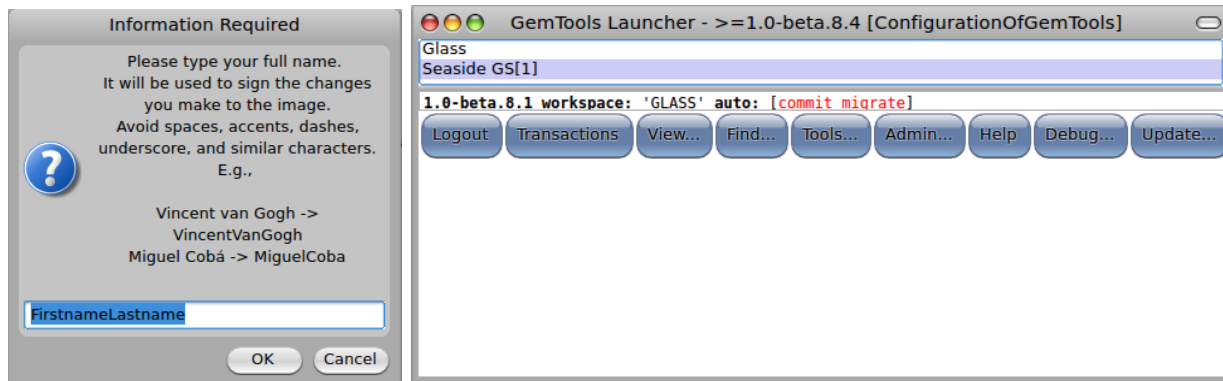 Information Required
Please type your full name.
It will be used to sign the changes
you make to the image.
Avoid spaces, accents, dashes,
underscore, and similar characters.
E.g.,
Vincent van Gogh ->
VincentVanGogh
Miguel Cobá -> MiguelCoba
FirstnameLastname
OK Cancel
GemTools Launcher - >=1.0-beta.8.4 [ConfigurationOfGemTools]
Glass
Seaside GS[1]
1.0-beta.8.1 workspace: 'GLASS' auto: [commit migrate]
Logout Transactions View... Find... Tools... Admin... Help Debug... Update...